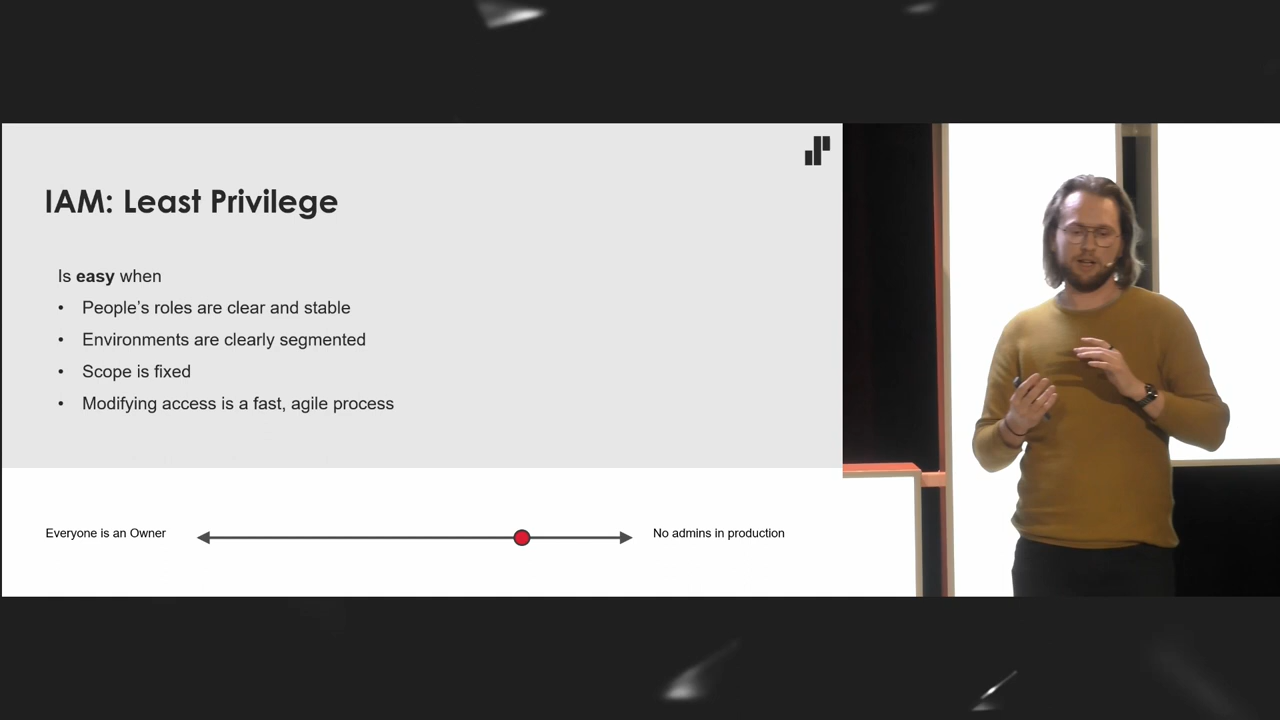 IAM: Least Privilege
Is easy when
• People’s roles are clear and stable
• Environments are clearly segmented
• Scope is fixed
• Modifying access is a fast, agile process
Everyone is an Owner
No admins in production